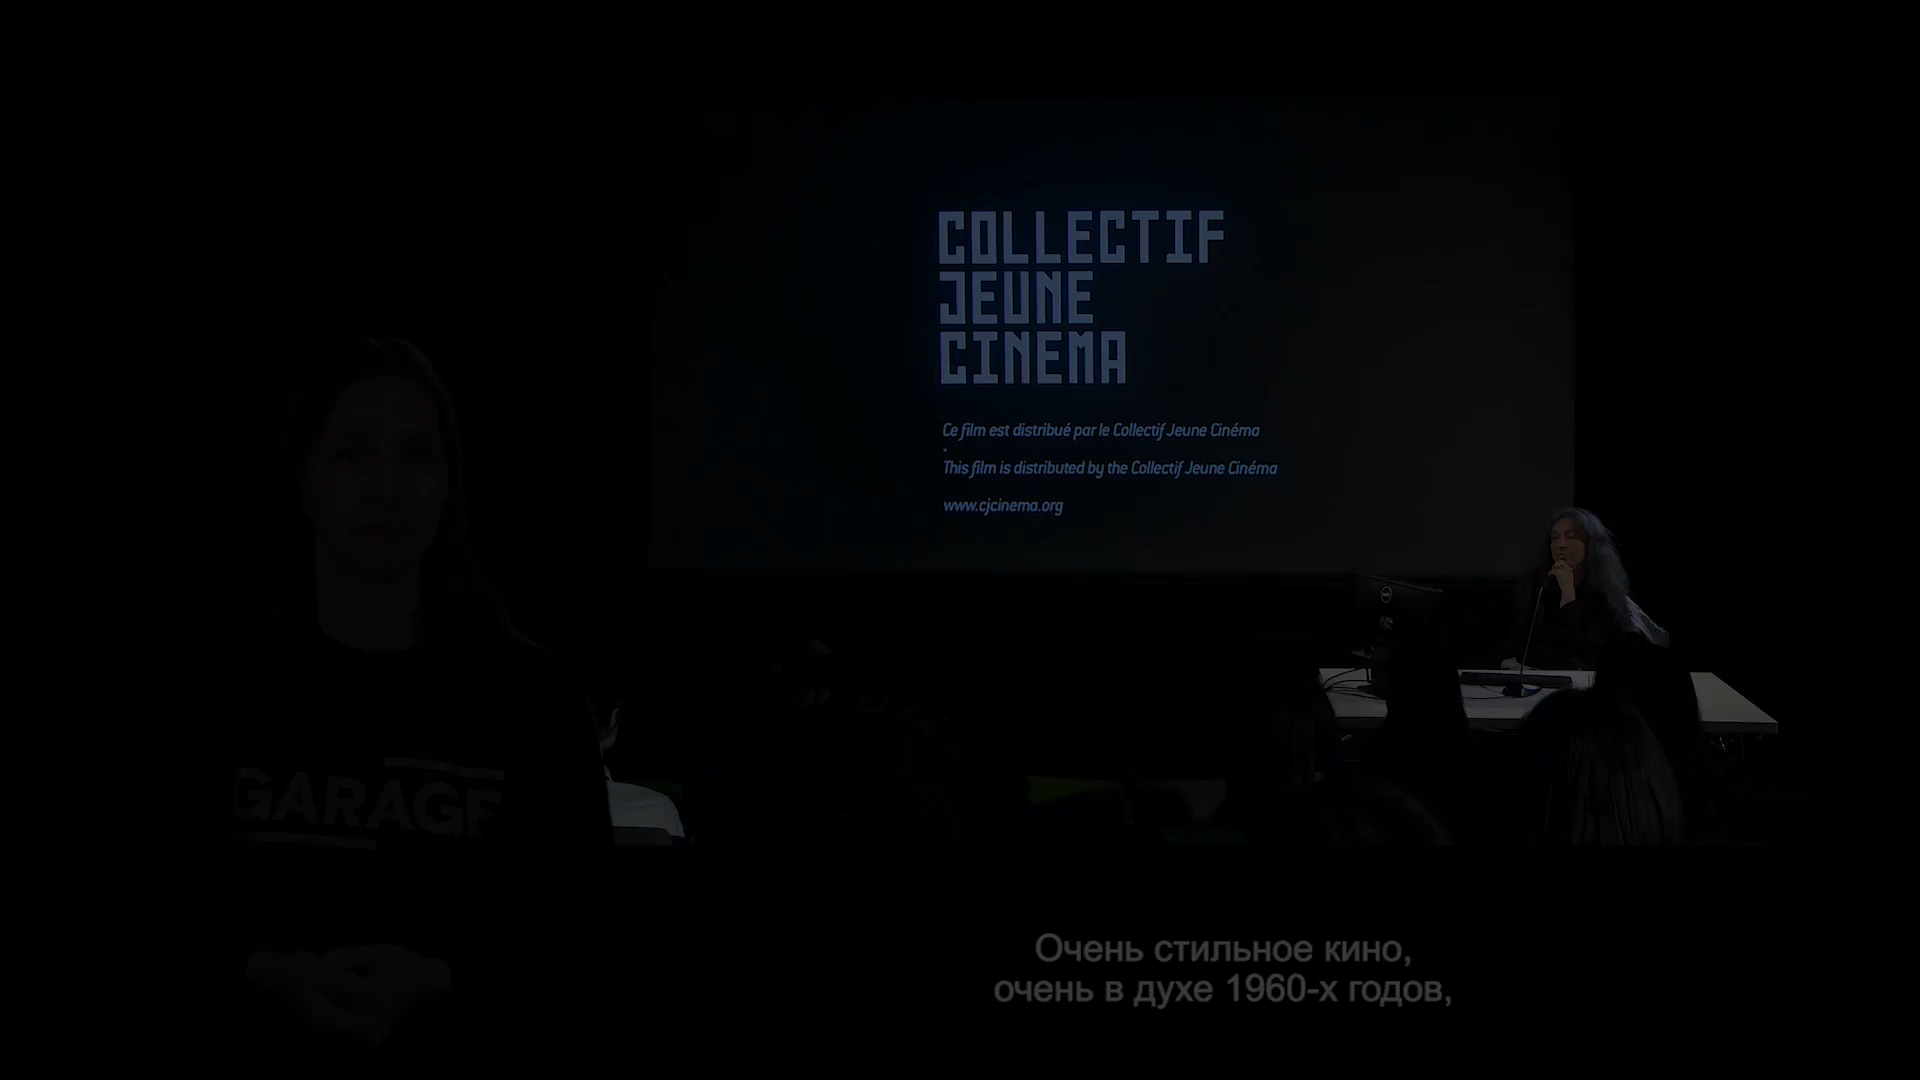 COLLECTIF
JEUNE
CINEMA
Ce film est distribué par le Collectif Jeune Cinéma
·
This film is distributed by the Collectif Jeune Cinéma
www.cjcinema.org
GARAGE
Очень стильное кино,
очень в духе 1960-х годов,